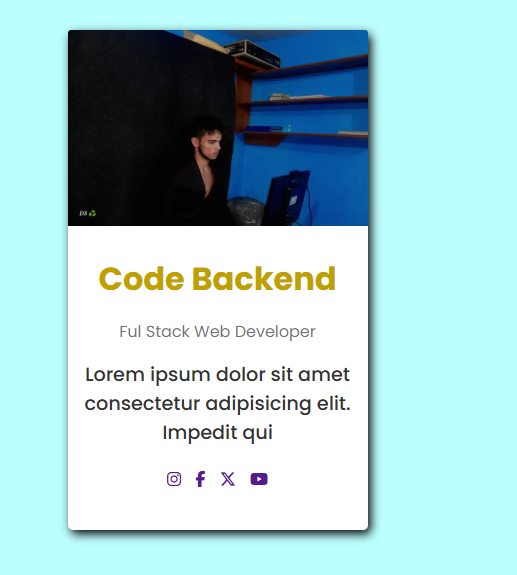 DS
Code Backend
Ful Stack Web Developer
Lorem ipsum dolor sit amet
consectetur adipisicing elit.
Impedit qui